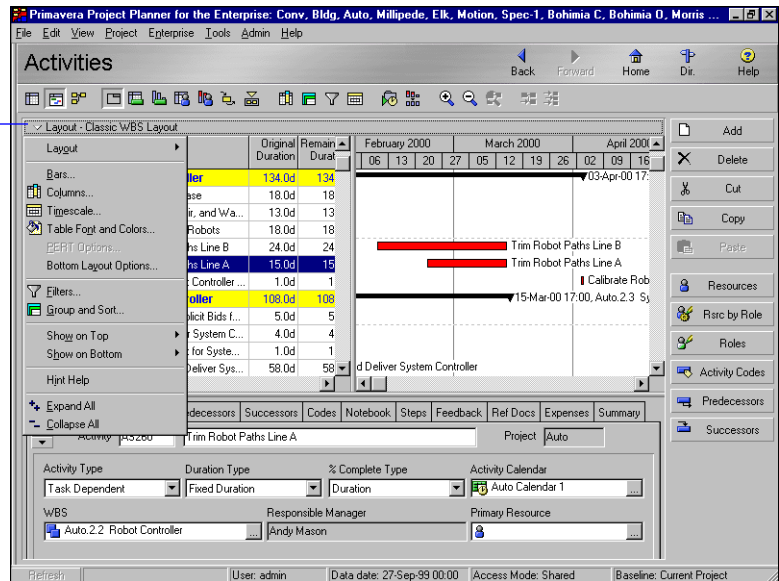 Primavera Project Planner for the Enterprise: Conv, Bldg, Auto, Millipede, Elk, Motion, Spec-1, Bohimia C, Bohimia O, Morris ...
File Edit View Project Enterprise Tools Admin Help
Activities
Back Forward Home Dir. Help
Layout - Classic WBS Layout
Layout
Bars...
Columns...
Timescale...
Table Font and Colors...
PERT Options...
Bottom Layout Options...
Filters...
Group and Sort...
Show on Top
Show on Bottom
Hint Help
Expand All
Collapse All
Original Duration Remain Durat
February 2000 March 2000 April 200
06 13 20 27 05 12 19 26 02 09 16
ller 134.0d 134
ase 18.0d 18
ir, and Wa... 13.0d 13
Robots 18.0d 18
hs Line B 24.0d 24
hs Line A 15.0d 15
Controller ... 1.0d 1
oller 108.0d 108
plicit Bids f... 5.0d 5
r System C... 4.0d 4
t for Syste... 1.0d 1
Deliver Sys... 58.0d 58
03-Apr-00 17:
Trim Robot Paths Line B
Trim Robot Paths Line A
Calibrate Rob
15-Mar-00 17:00, Auto.2.3 Sy
d Deliver System Controller
Add
Delete
Cut
Copy
Paste
Resources
Rsrc by Role
Roles
Activity Codes
Predecessors
Successors
edecessors Successors Codes Notebook Steps Feedback Ref Docs Expenses Summary
Activity A5260 Trim Robot Paths Line A Project Auto
Activity Type Duration Type % Complete Type Activity Calendar
Task Dependent Fixed Duration Duration Auto Calendar 1 ...
WBS Responsible Manager Primary Resource
Auto.2.2 Robot Controller ... Andy Mason ...
Refresh User: admin Data date: 27-Sep-99 00:00 Access Mode: Shared Baseline: Current Project